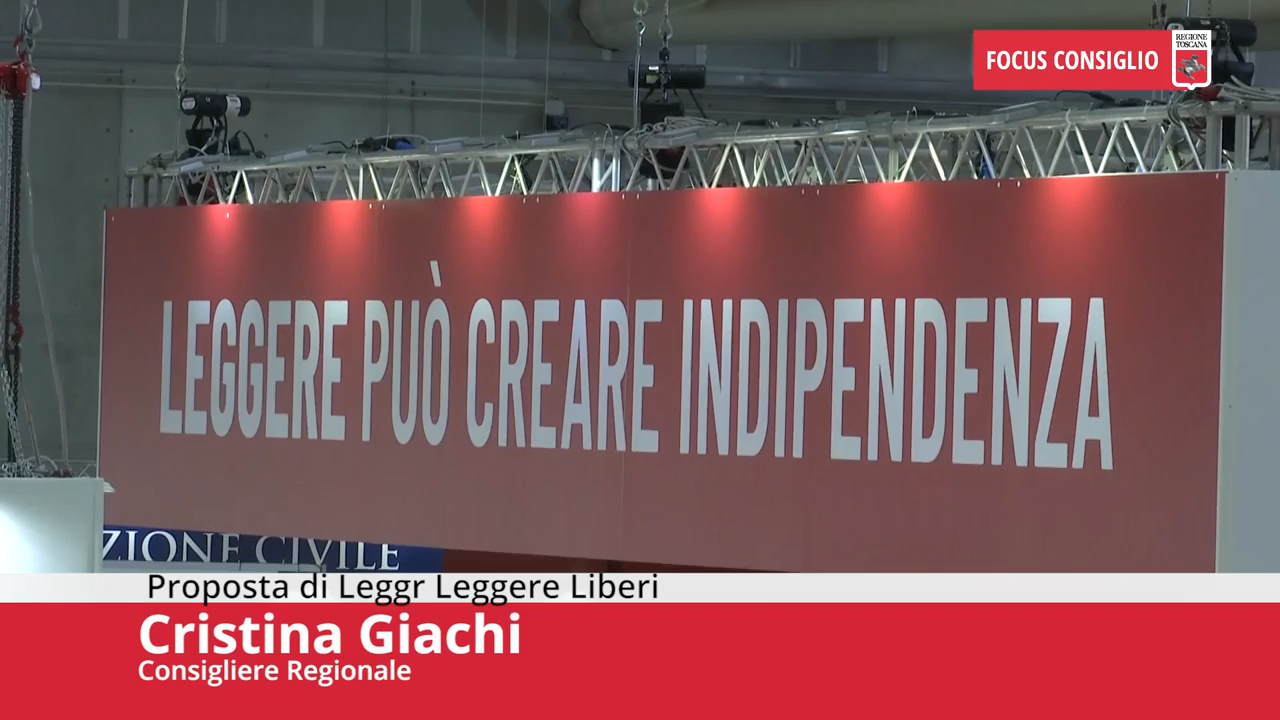 FOCUS CONSIGLIO
REGIONE
TOSCANA
LEGGERE PUÒ CREARE INDIPENDENZA
ZIONE CIVILE
Proposta di Leggr Leggere Liberi
Cristina Giachi
Consigliere Regionale